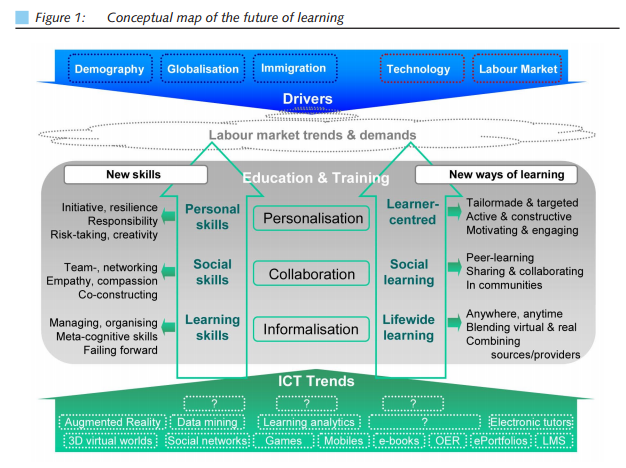 Figure 1: Conceptual map of the future of learning
Demography Globalisation Immigration Technology Labour Market
Drivers
Labour market trends & demands
New skills
Education & Training
New ways of learning
Initiative, resilience
Responsibility
Risk-taking, creativity
Personal
skills
Personalisation
Learner-
centred
Tailormade & targeted
Active & constructive
Motivating & engaging
Team-, networking
Empathy, compassion
Co-constructing
Social
skills
Collaboration
Social
learning
Peer-learning
Sharing & collaborating
In communities
Managing, organising
Meta-cognitive skills
Failing forward
Learning
skills
Informalisation
Lifewide
learning
Anywhere, anytime
Blending virtual & real
Combining
sources/providers
ICT Trends
? ? ?
Augmented Reality Data mining Learning analytics ? Electronic tutors
3D virtual worlds Social networks Games Mobiles e-books OER ePortfolios LMS